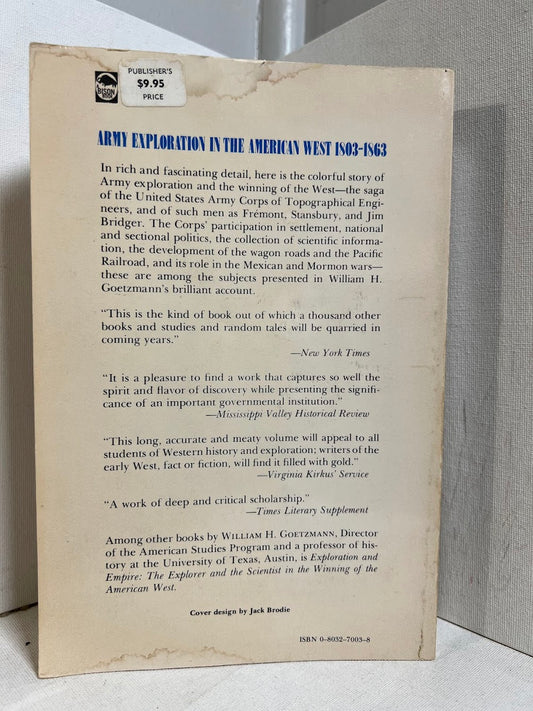 BISON
BOOK
PUBLISHER'S
$9.95
PRICE
ARMY EXPLORATION IN THE AMERICAN WEST 1803-1863
In rich and fascinating detail, here is the colorful story of
Army exploration and the winning of the West—the saga
of the United States Army Corps of Topographical Engi-
neers, and of such men as Frémont, Stansbury, and Jim
Bridger. The Corps' participation in settlement, national
and sectional politics, the collection of scientific informa-
tion, the development of the wagon roads and the Pacific
Railroad, and its role in the Mexican and Mormon wars—
these are among the subjects presented in William H.
Goetzmann's brilliant account.
"This is the kind of book out of which a thousand other
books and studies and random tales will be quarried in
coming years."
—New York Times
"It is a pleasure to find a work that captures so well the
spirit and flavor of discovery while presenting the signifi-
cance of an important governmental institution."
—Mississippi Valley Historical Review
"This long, accurate and meaty volume will appeal to all
students of Western history and exploration; writers of the
early West, fact or fiction, will find it filled with gold."
—Virginia Kirkus' Service
"A work of deep and critical scholarship."
—Times Literary Supplement
Among other books by WILLIAM H. GOETZMANN, Director
of the American Studies Program and a professor of his-
tory at the University of Texas, Austin, is Exploration and
Empire: The Explorer and the Scientist in the Winning of the
American West.
Cover design by Jack Brodie
ISBN 0-8032-7003-8